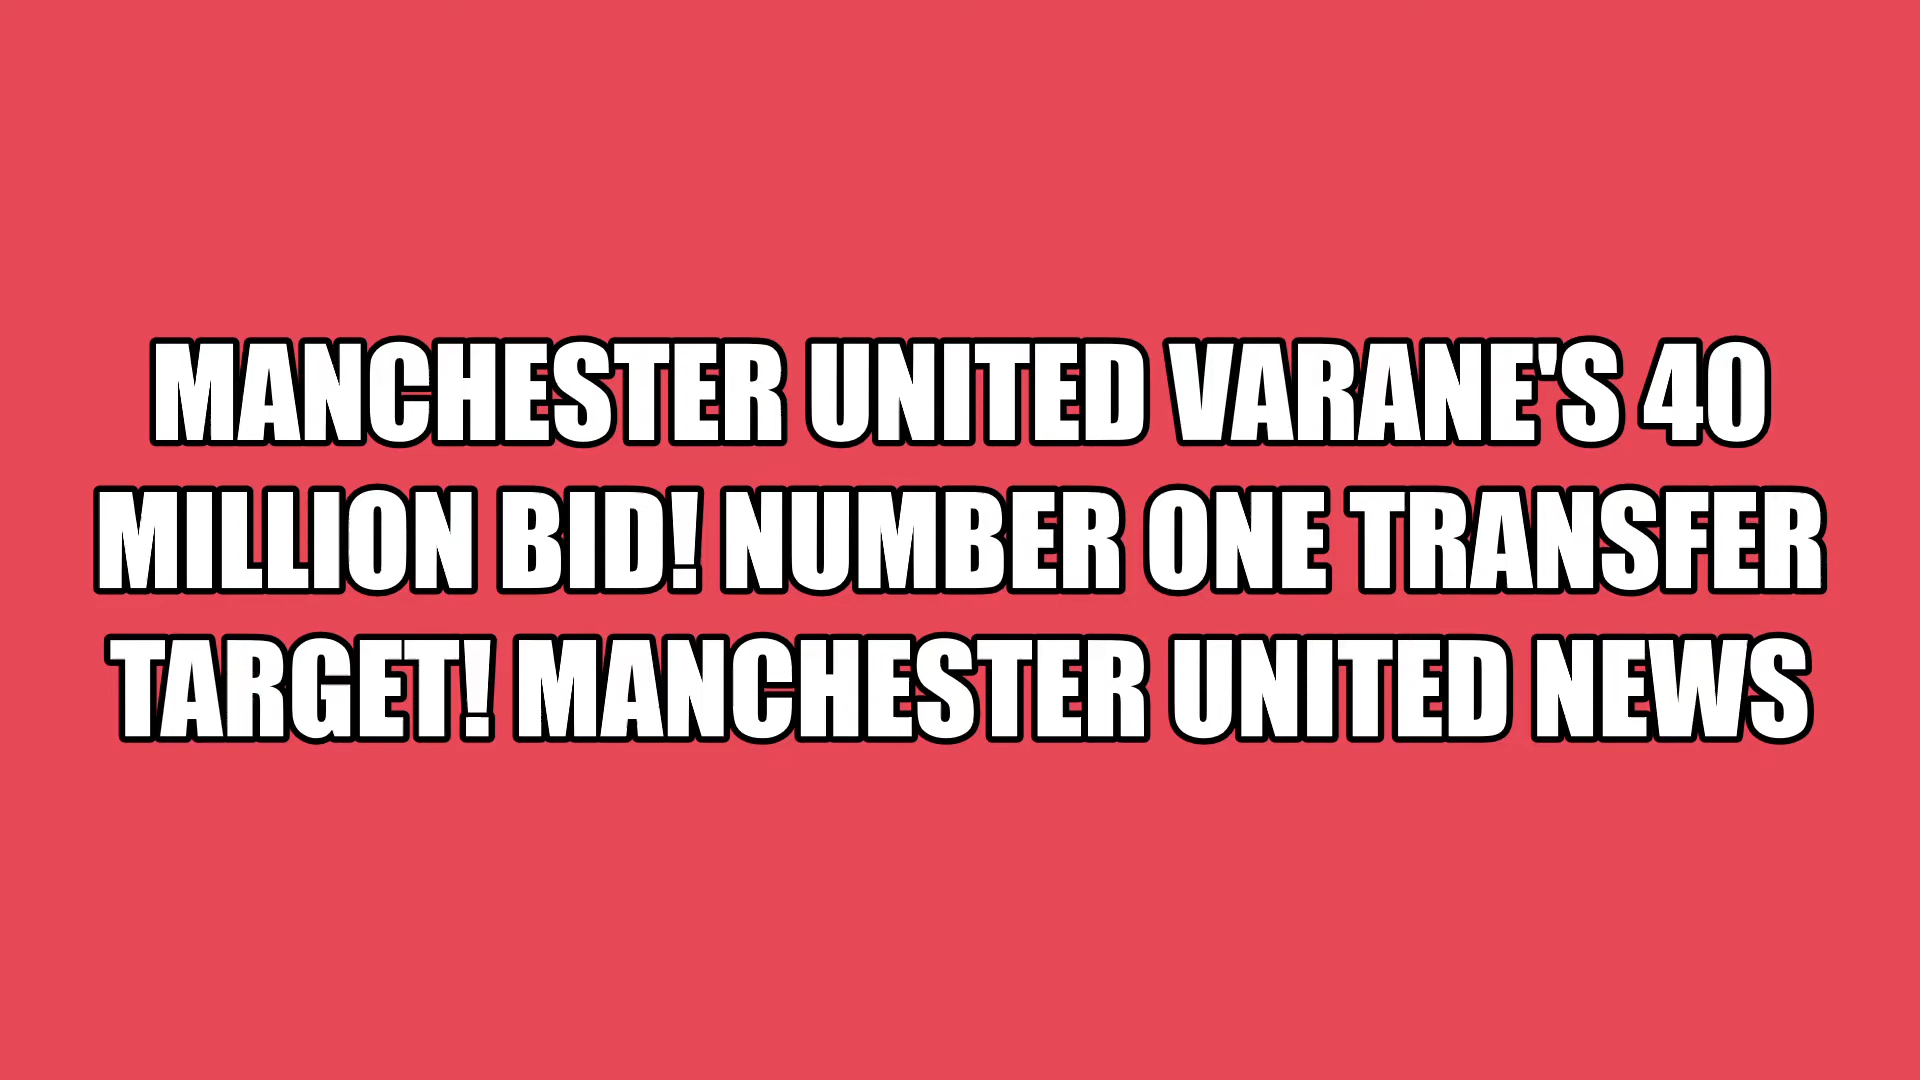 MANCHESTER UNITED VARANE'S 40
MILLION BID! NUMBER ONE TRANSFER
TARGET! MANCHESTER UNITED NEWS